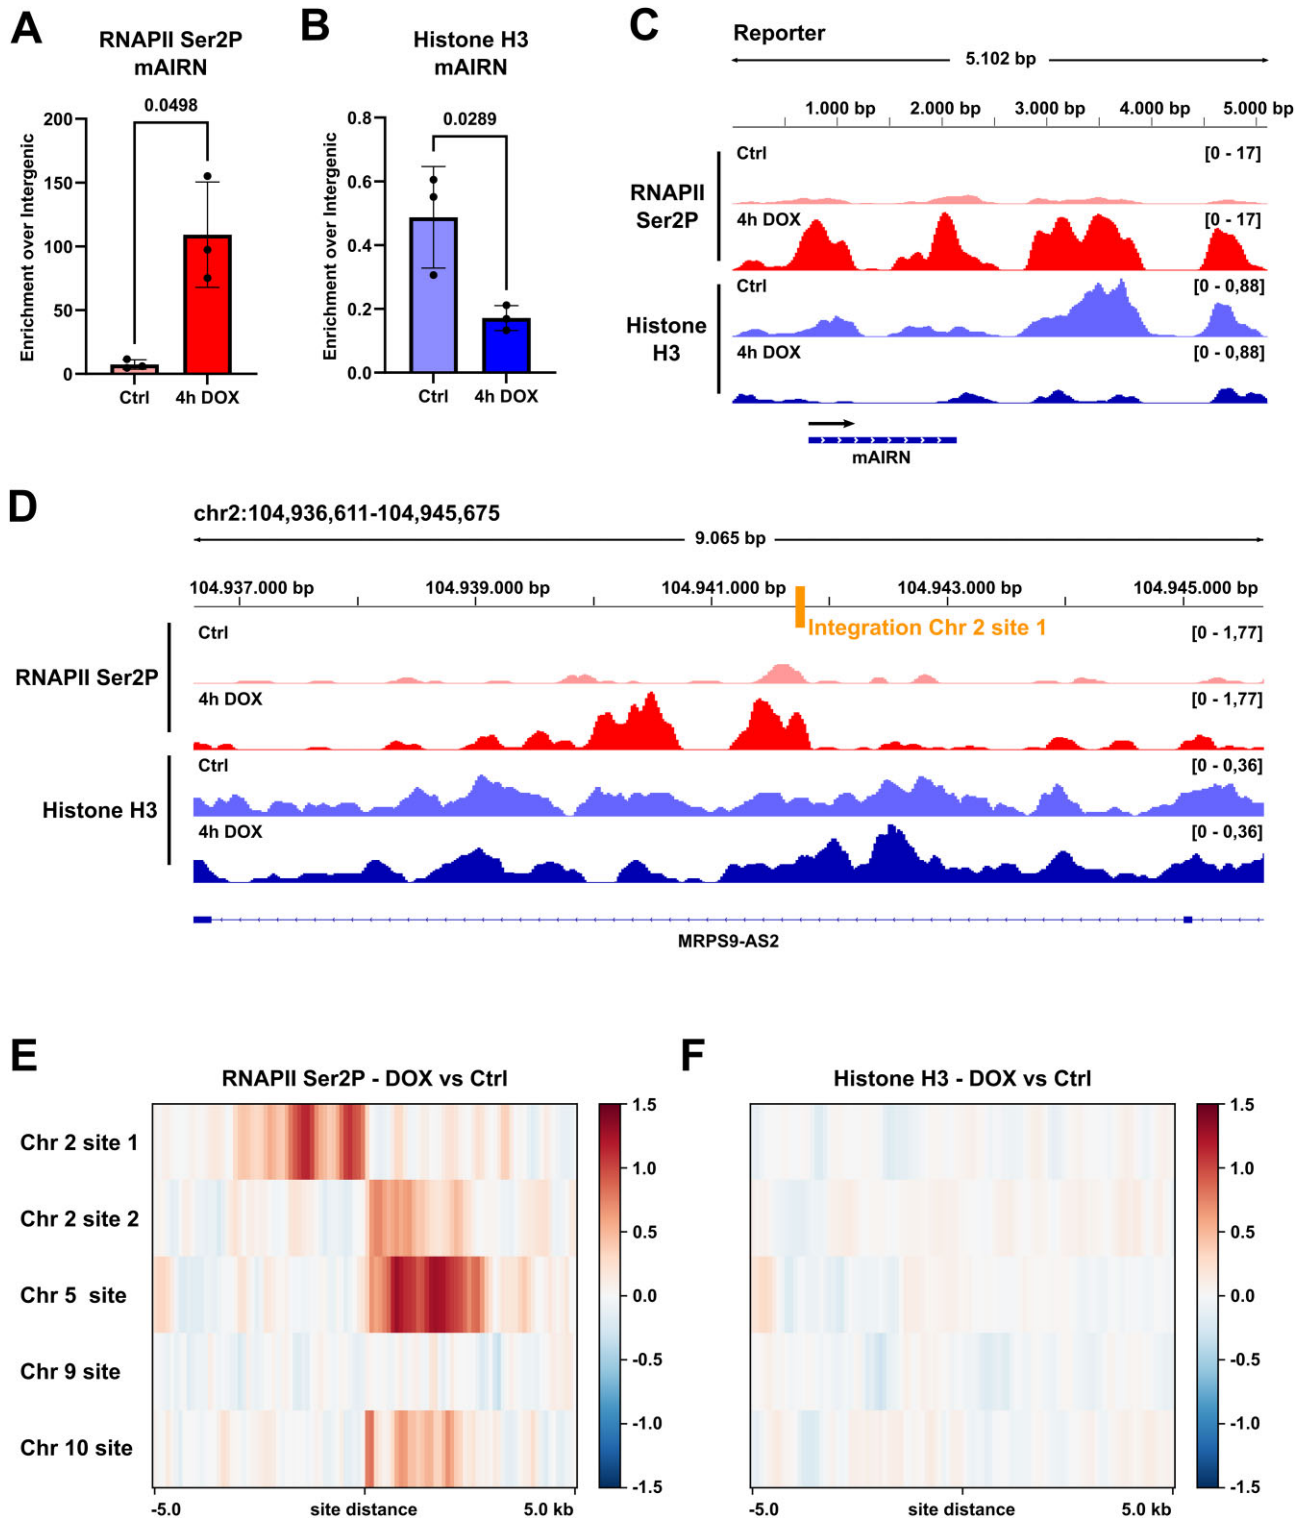 A
RNAPII Ser2P
mAIRN
0.0498
Enrichment over Intergenic
200
150
100
50
0
Ctrl
4h DOX
B
Histone H3
mAIRN
0.0289
Enrichment over Intergenic
0.8
0.6
0.4
0.2
0.0
Ctrl
4h DOX
C
Reporter
5.102 bp
1.000 bp 2.000 bp 3.000 bp 4.000 bp 5.000 bp
RNAPII
Ser2P
Ctrl [0 - 17]
4h DOX [0 - 17]
Histone
H3
Ctrl [0 - 0,88]
4h DOX [0 - 0,88]
mAIRN
D
chr2:104,936,611-104,945,675
9.065 bp
104.937.000 bp 104.939.000 bp 104.941.000 bp 104.943.000 bp 104.945.000 bp
Integration Chr 2 site 1
RNAPII Ser2P
Ctrl [0 - 1,77]
4h DOX [0 - 1,77]
Histone H3
Ctrl [0 - 0,36]
4h DOX [0 - 0,36]
MRPS9-AS2
E
RNAPII Ser2P - DOX vs Ctrl
Chr 2 site 1
Chr 2 site 2
Chr 5 site
Chr 9 site
Chr 10 site
-5.0 site distance 5.0 kb
1.5
1.0
0.5
0.0
-0.5
-1.0
-1.5
F
Histone H3 - DOX vs Ctrl
-5.0 site distance 5.0 kb
1.5
1.0
0.5
0.0
-0.5
-1.0
-1.5